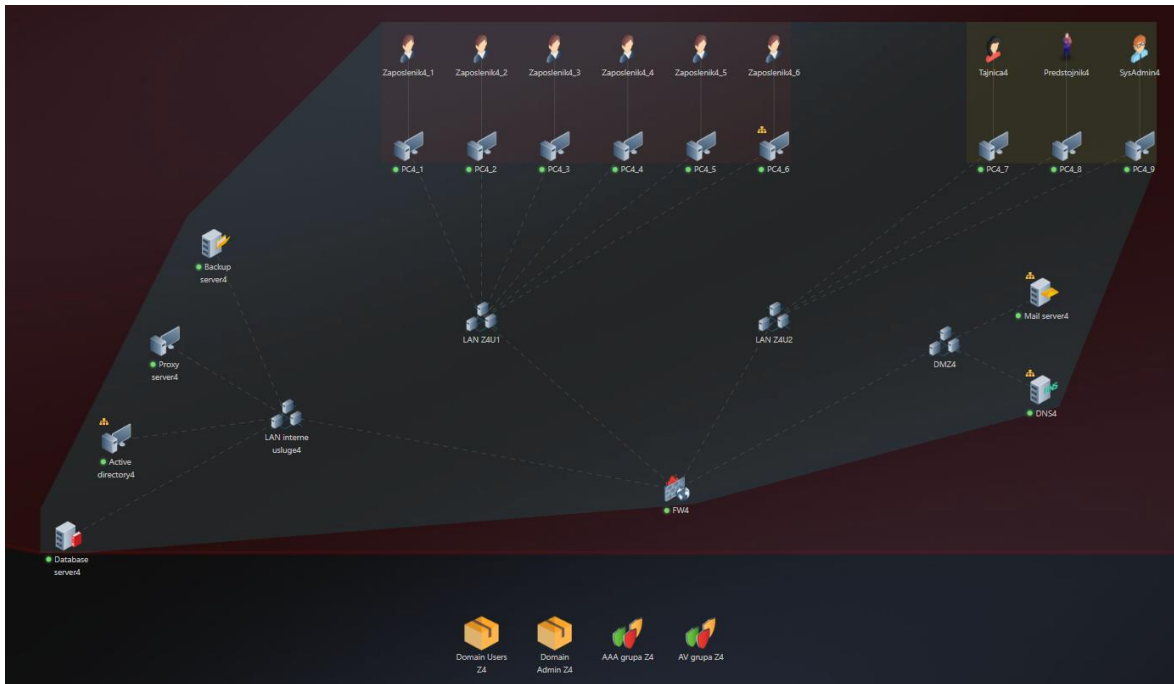 Zaposlenik4_1 Zaposlenik4_2 Zaposlenik4_3 Zaposlenik4_4 Zaposlenik4_5 Zaposlenik4_6 Tajnica4 Predstojnik4 SysAdmin4
PC4_1 PC4_2 PC4_3 PC4_4 PC4_5 PC4_6 PC4_7 PC4_8 PC4_9
Backup
server4
Mail server4
LAN Z4U1 LAN Z4U2
Proxy
server4
DMZ4
DNS4
LAN interne
usluge4
Active
directory4
FW4
Database
server4
Domain Users
Z4
Domain
Admin Z4
AAA grupa Z4
AV grupa Z4